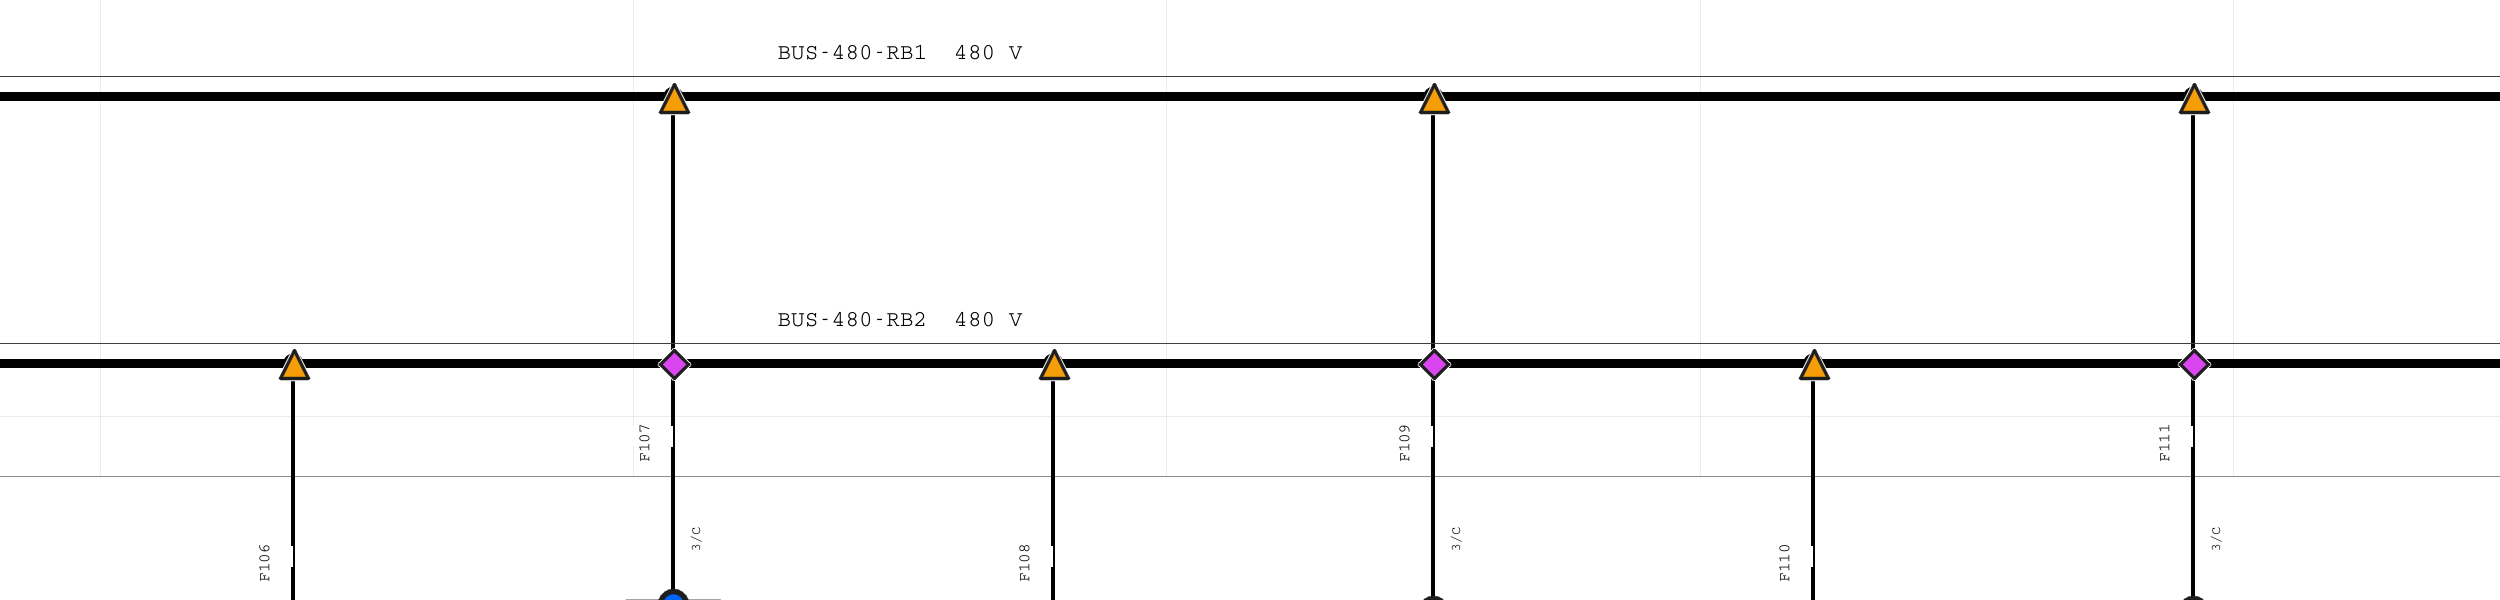 BUS-480-RB1  480 V
BUS-480-RB2  480 V
F107
F109
F111
3/C
3/C
3/C
F106
F108
F110